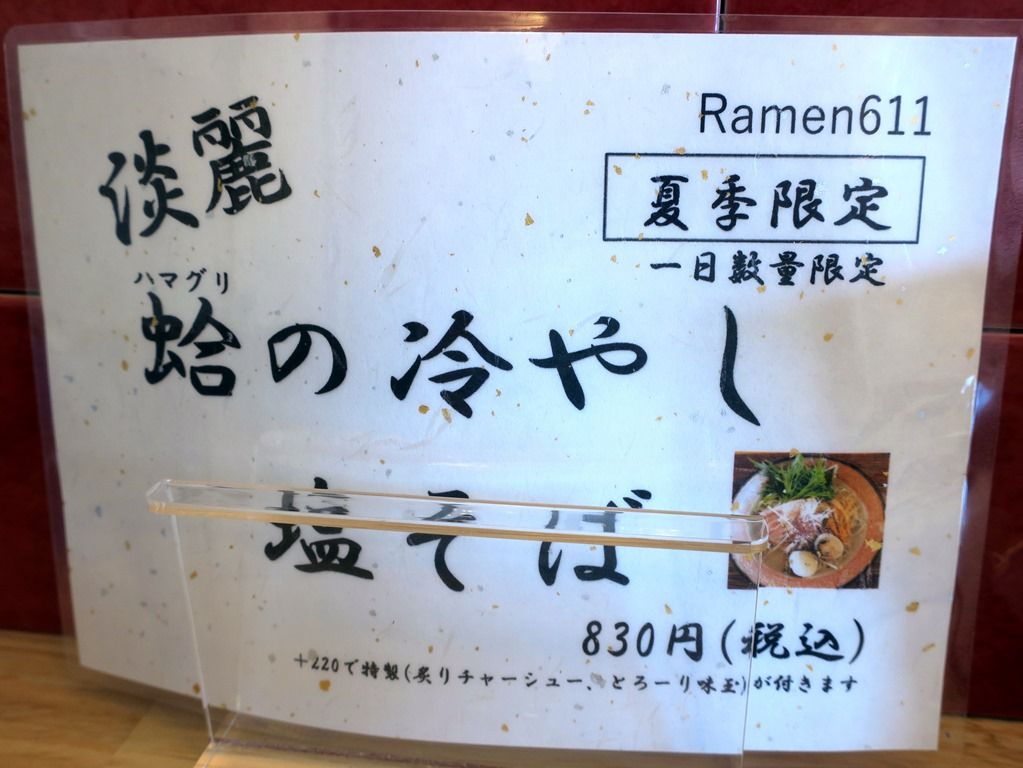 Ramen611
夏季限定
一日数量限定
淡麗
ハマグリ
蛤の冷やし
塩そば
830円(税込)
+220で特製(炙りチャーシュー、とろーり味玉)が付きます